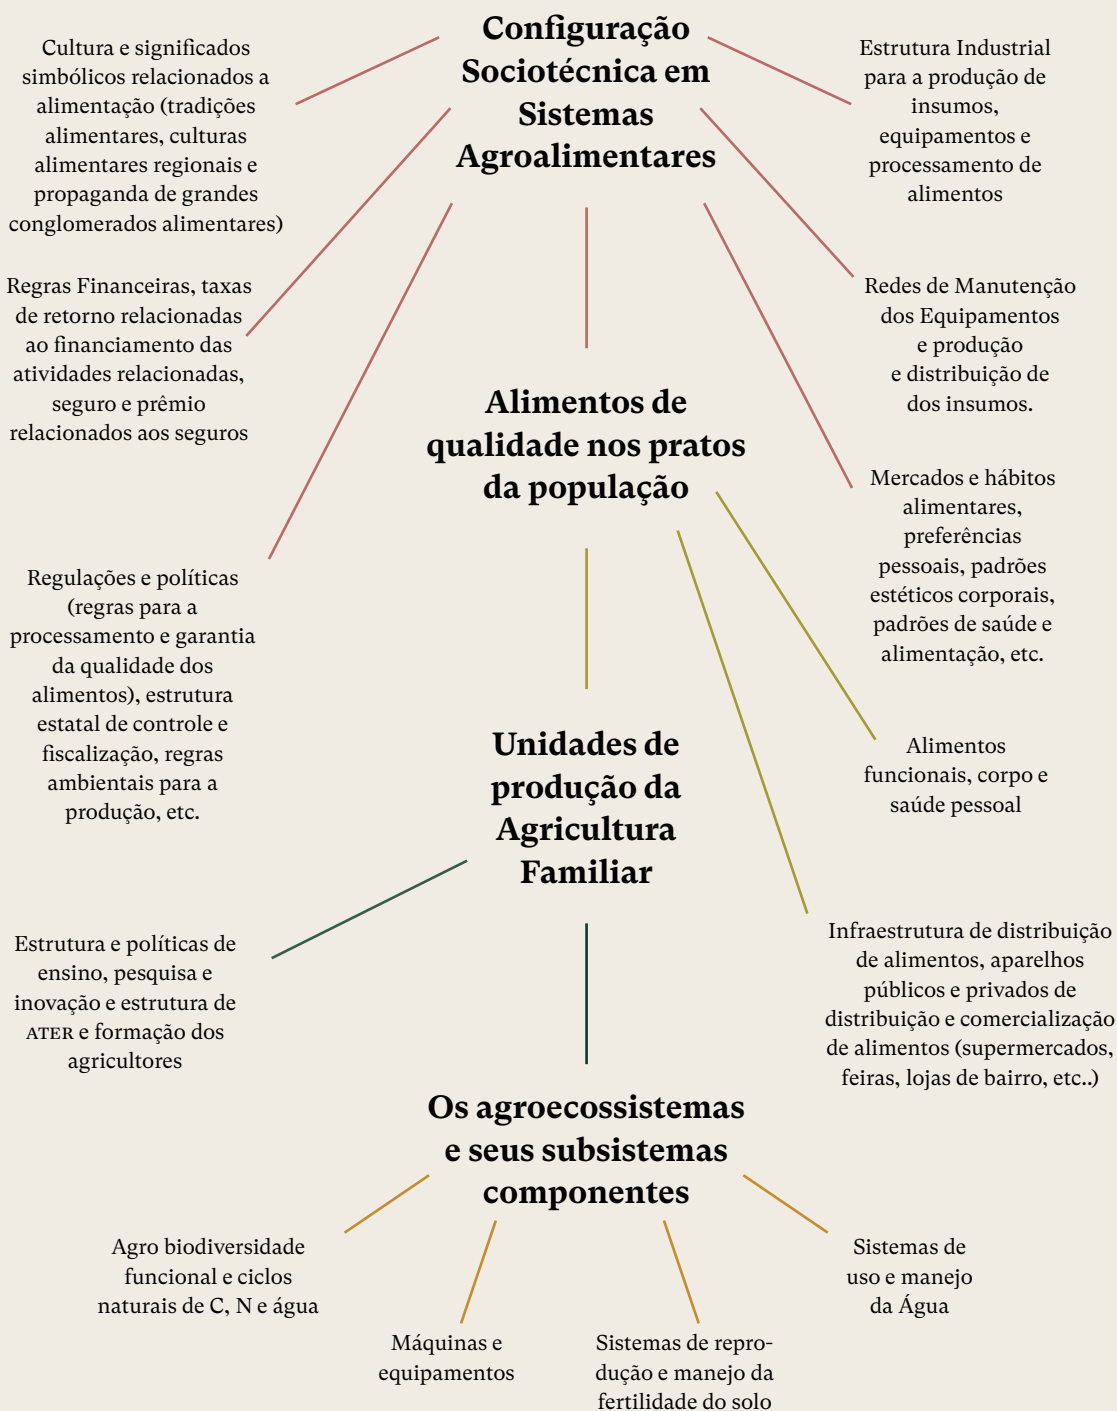 Configuração
Sociotécnica em
Sistemas
Agroalimentares
Cultura e significados
simbólicos relacionados a
alimentação (tradições
alimentares, culturas
alimentares regionais e
propaganda de grandes
conglomerados alimentares)
Estrutura Industrial
para a produção de
insumos,
equipamentos e
processamento de
alimentos
Regras Financeiras, taxas
de retorno relacionadas
ao financiamento das
atividades relacionadas,
seguro e prêmio
relacionados aos seguros
Redes de Manutenção
dos Equipamentos
e produção
e distribuição de
dos insumos.
Alimentos de
qualidade nos pratos
da população
Mercados e hábitos
alimentares,
preferências
pessoais, padrões
estéticos corporais,
padrões de saúde e
alimentação, etc.
Regulações e políticas
(regras para a
processamento e garantia
da qualidade dos
alimentos), estrutura
estatal de controle e
fiscalização, regras
ambientais para a
produção, etc.
Unidades de
produção da
Agricultura
Familiar
Alimentos
funcionais, corpo e
saúde pessoal
Estrutura e políticas de
ensino, pesquisa e
inovação e estrutura de
ATER e formação dos
agricultores
Infraestrutura de distribuição
de alimentos, aparelhos
públicos e privados de
distribuição e comercialização
de alimentos (supermercados,
feiras, lojas de bairro, etc..)
Os agroecossistemas
e seus subsistemas
componentes
Agro biodiversidade
funcional e ciclos
naturais de C, N e água
Máquinas e
equipamentos
Sistemas de repro-
dução e manejo da
fertilidade do solo
Sistemas de
uso e manejo
da Água